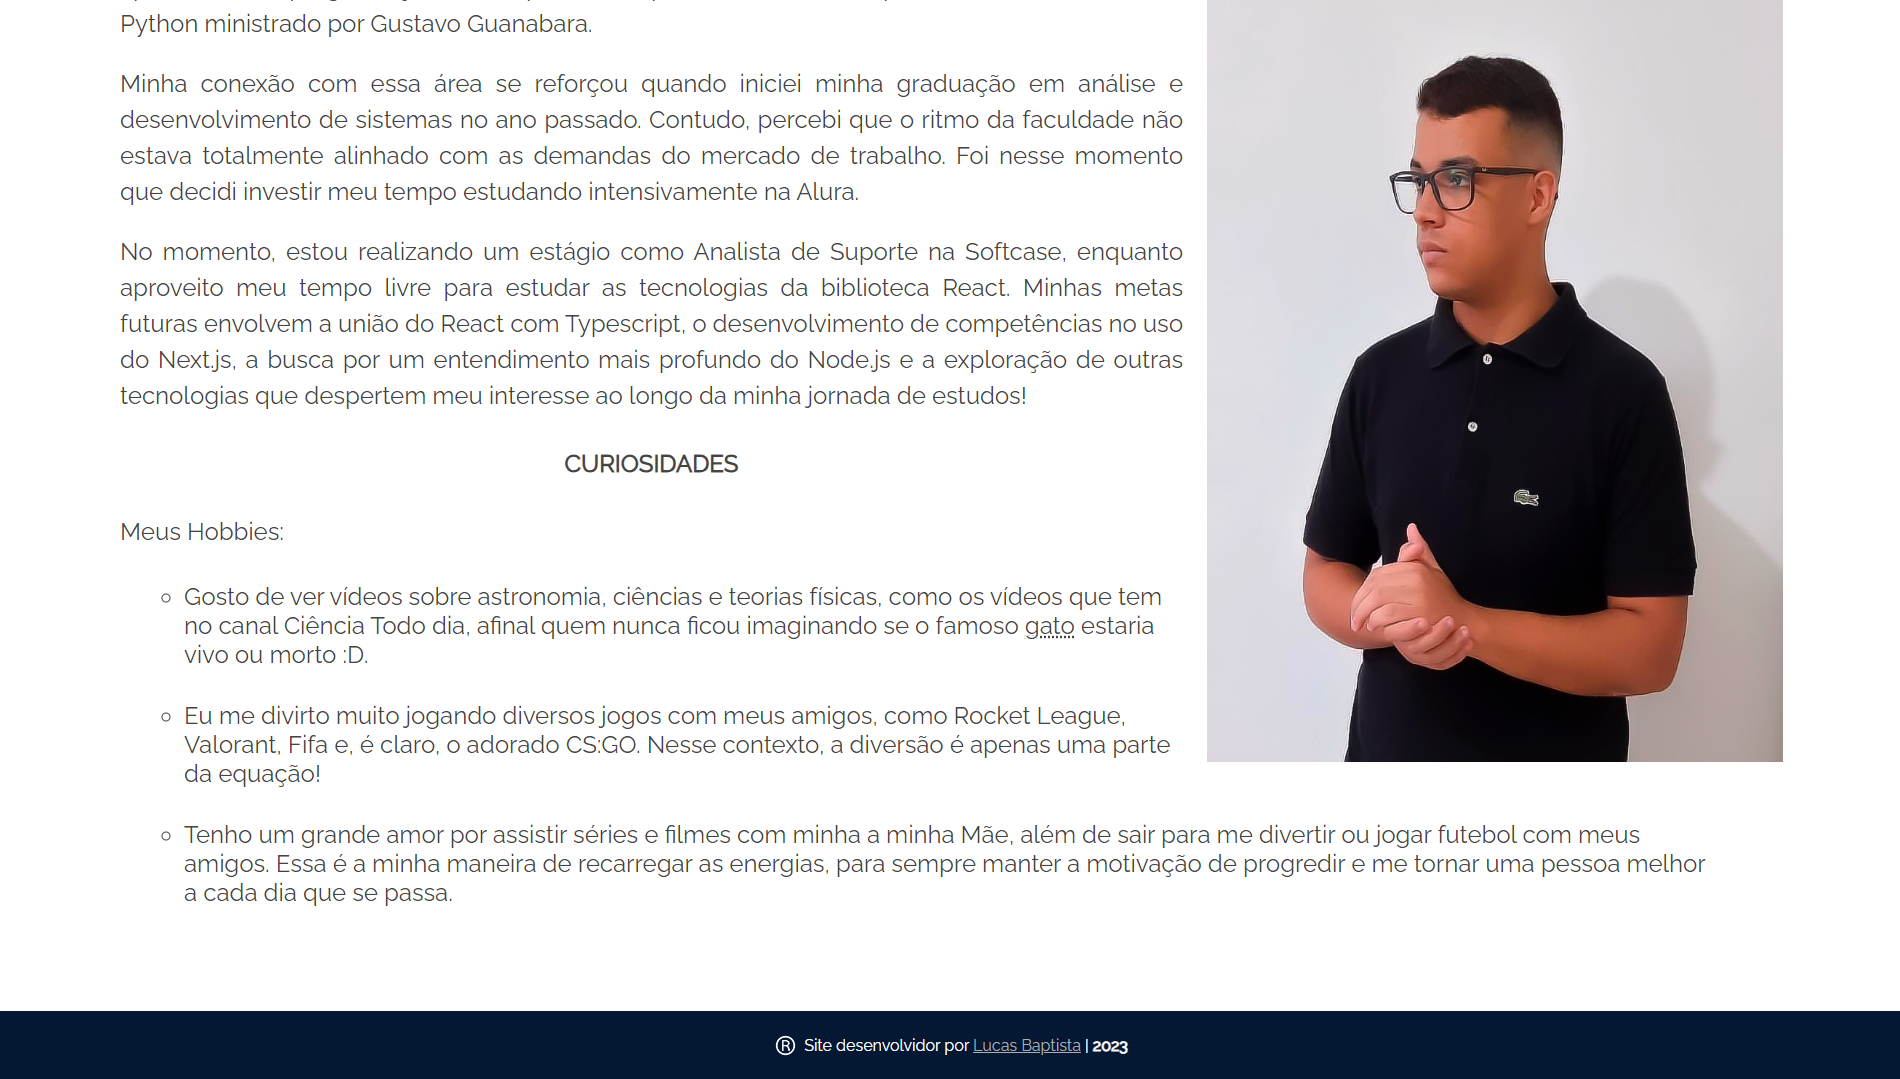 Python ministrado por Gustavo Guanabara.
Minha conexão com essa área se reforçou quando iniciei minha graduação em análise e
desenvolvimento de sistemas no ano passado. Contudo, percebi que o ritmo da faculdade não
estava totalmente alinhado com as demandas do mercado de trabalho. Foi nesse momento
que decidi investir meu tempo estudando intensivamente na Alura.
No momento, estou realizando um estágio como Analista de Suporte na Softcase, enquanto
aproveito meu tempo livre para estudar as tecnologias da biblioteca React. Minhas metas
futuras envolvem a união do React com Typescript, o desenvolvimento de competências no uso
do Next.js, a busca por um entendimento mais profundo do Node.js e a exploração de outras
tecnologias que despertem meu interesse ao longo da minha jornada de estudos!
CURIOSIDADES
Meus Hobbies:
Gosto de ver vídeos sobre astronomia, ciências e teorias físicas, como os vídeos que tem
no canal Ciência Todo dia, afinal quem nunca ficou imaginando se o famoso gato estaria
vivo ou morto :D.
Eu me divirto muito jogando diversos jogos com meus amigos, como Rocket League,
Valorant, Fifa e, é claro, o adorado CS:GO. Nesse contexto, a diversão é apenas uma parte
da equação!
Tenho um grande amor por assistir séries e filmes com minha a minha Mãe, além de sair para me divertir ou jogar futebol com meus
amigos. Essa é a minha maneira de recarregar as energias, para sempre manter a motivação de progredir e me tornar uma pessoa melhor
a cada dia que se passa.
® Site desenvolvidor por Lucas Baptista | 2023